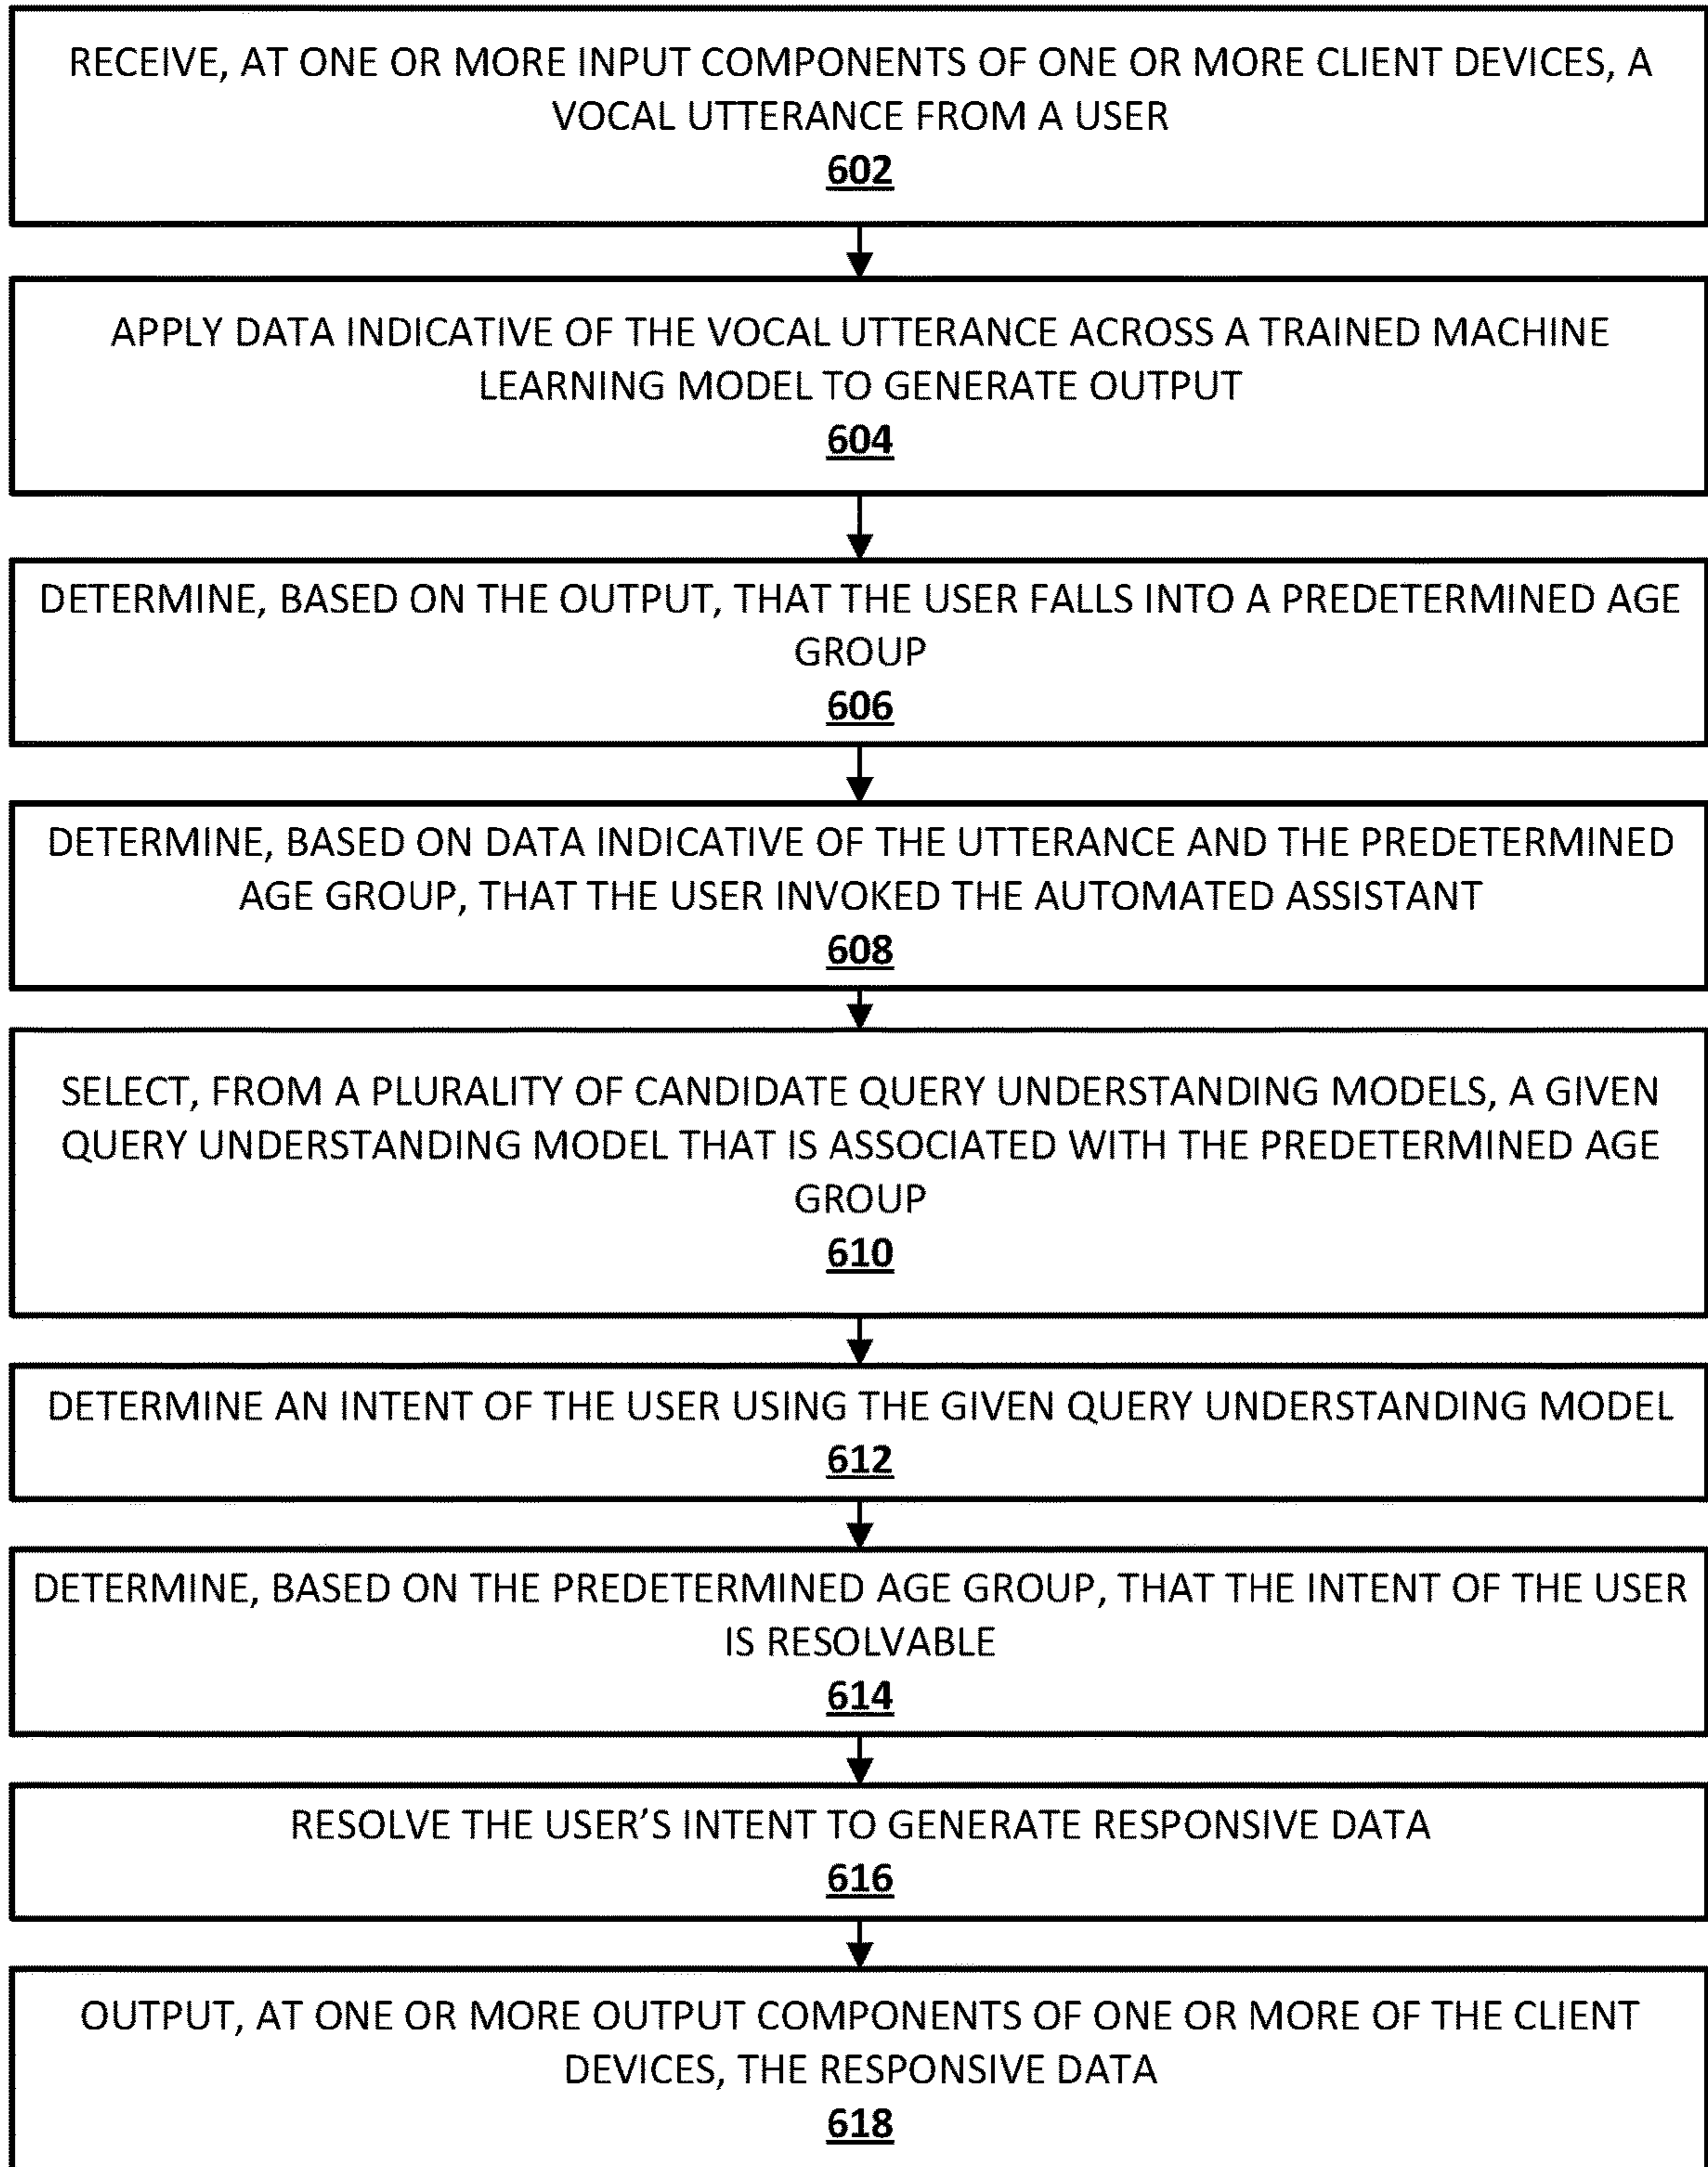 RECEIVE, AT ONE OR MORE INPUT COMPONENTS OF ONE OR MORE CLIENT DEVICES, A
VOCAL UTTERANCE FROM A USER
602
APPLY DATA INDICATIVE OF THE VOCAL UTTERANCE ACROSS A TRAINED MACHINE
LEARNING MODEL TO GENERATE OUTPUT
604
DETERMINE, BASED ON THE OUTPUT, THAT THE USER FALLS INTO A PREDETERMINED AGE
GROUP
606
DETERMINE, BASED ON DATA INDICATIVE OF THE UTTERANCE AND THE PREDETERMINED
AGE GROUP, THAT THE USER INVOKED THE AUTOMATED ASSISTANT
608
SELECT, FROM A PLURALITY OF CANDIDATE QUERY UNDERSTANDING MODELS, A GIVEN
QUERY UNDERSTANDING MODEL THAT IS ASSOCIATED WITH THE PREDETERMINED AGE
GROUP
610
DETERMINE AN INTENT OF THE USER USING THE GIVEN QUERY UNDERSTANDING MODEL
612
DETERMINE, BASED ON THE PREDETERMINED AGE GROUP, THAT THE INTENT OF THE USER
IS RESOLVABLE
614
RESOLVE THE USER'S INTENT TO GENERATE RESPONSIVE DATA
616
OUTPUT, AT ONE OR MORE OUTPUT COMPONENTS OF ONE OR MORE OF THE CLIENT
DEVICES, THE RESPONSIVE DATA
618